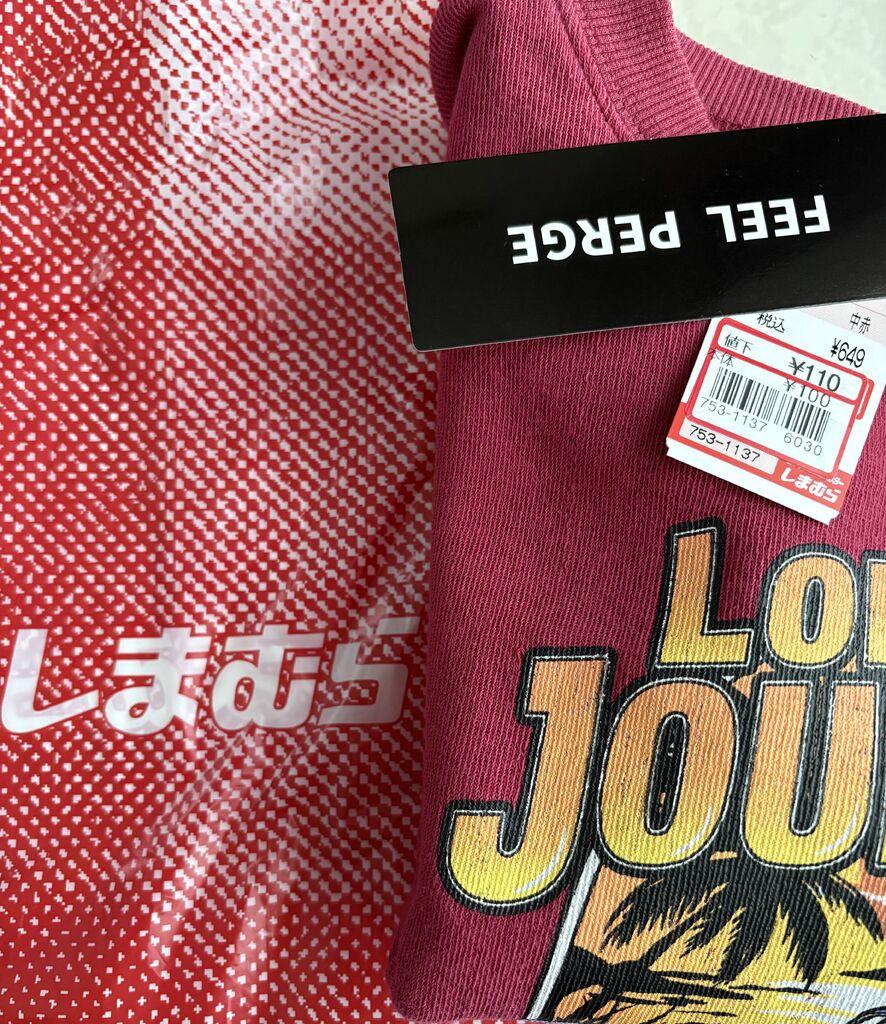 しまむら
FEEL PERGE
税込
中赤
¥649
値下
¥110
本体
¥100
753-1137
6030
753-1137
しまむら
JOU